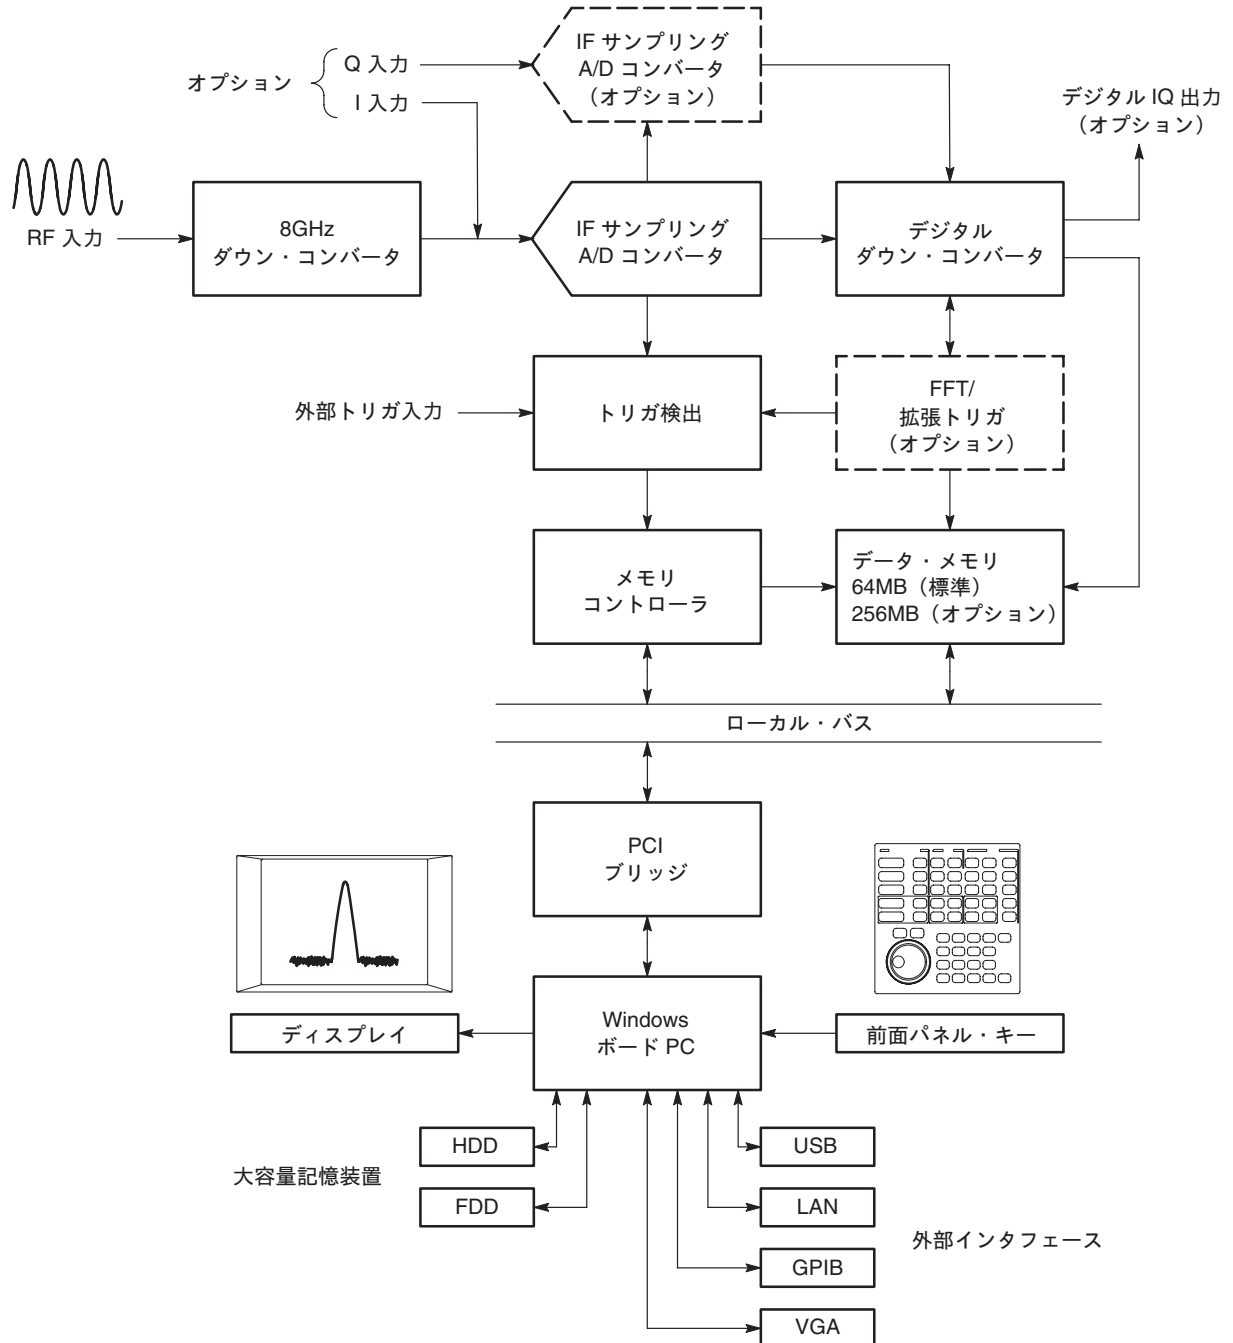 IF サンプリング
A/D コンバータ
（オプション）
オプション
Q 入力
I 入力
デジタル IQ 出力
（オプション）
RF 入力
8GHz
ダウン・コンバータ
IF サンプリング
A/D コンバータ
デジタル
ダウン・コンバータ
外部トリガ入力
トリガ検出
FFT/
拡張トリガ
（オプション）
メモリ
コントローラ
データ・メモリ
64MB（標準）
256MB（オプション）
ローカル・バス
PCI
ブリッジ
ディスプレイ
Windows
ボード PC
前面パネル・キー
HDD
USB
大容量記憶装置
FDD
LAN
外部インタフェース
GPIB
VGA